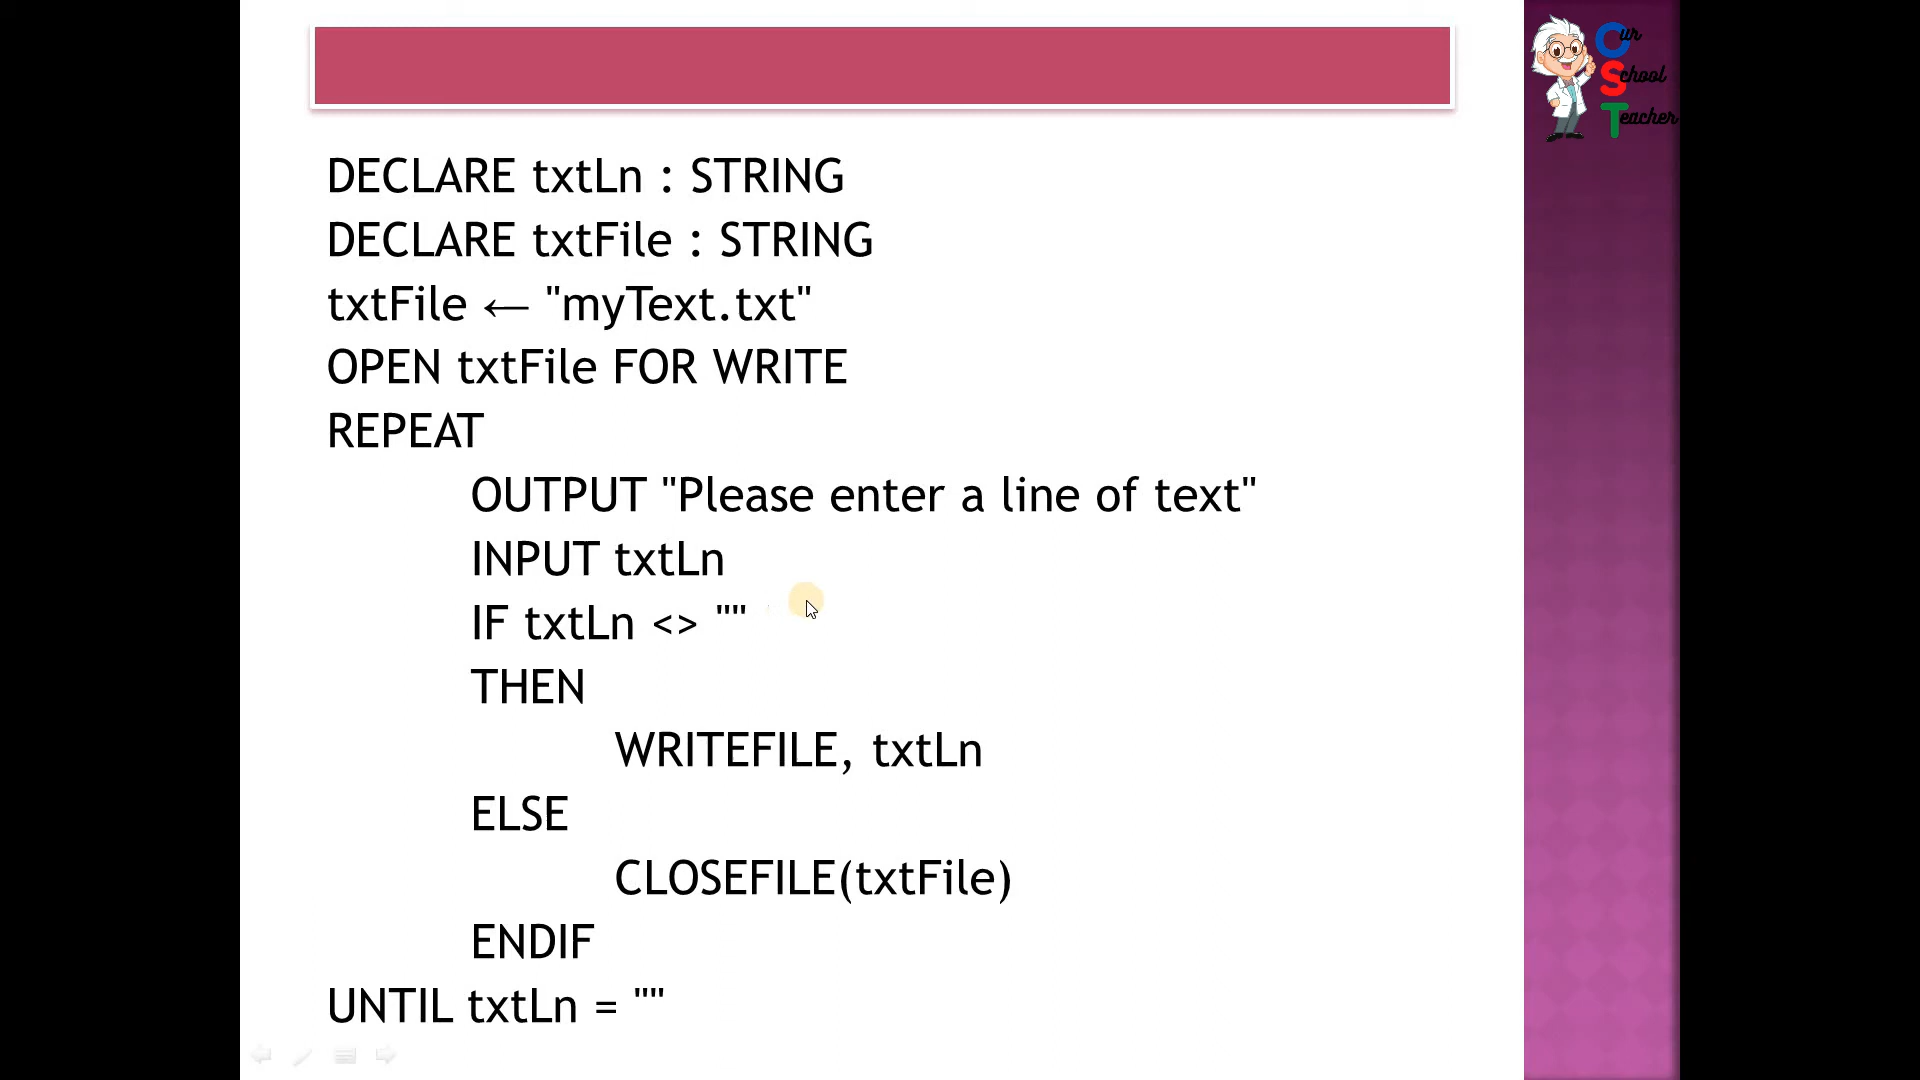 DECLARE txtLn : STRING
DECLARE txtFile : STRING
txtFile ← "myText.txt"
OPEN txtFile FOR WRITE
REPEAT
OUTPUT "Please enter a line of text"
INPUT txtLn
IF txtLn <> ""
THEN
WRITEFILE, txtLn
ELSE
CLOSEFILE(txtFile)
ENDIF
UNTIL txtLn = ""
Our
School
Teacher